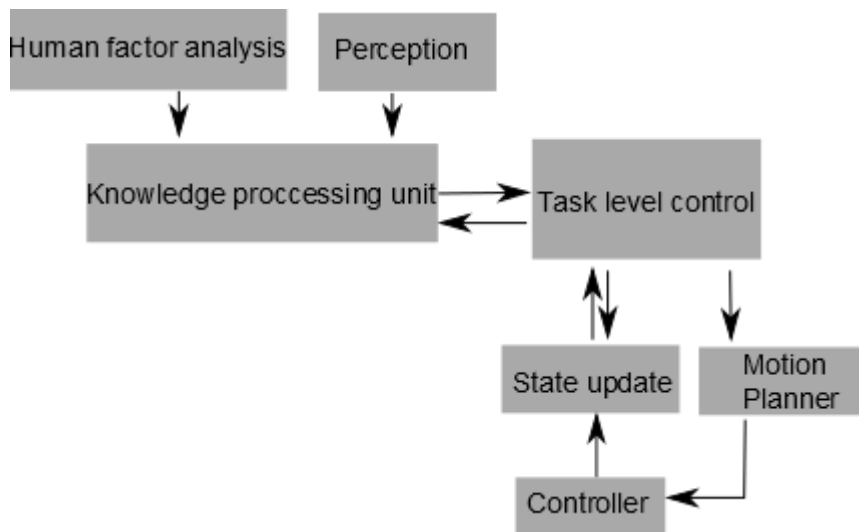 Human factor analysis
Perception
Knowledge proccessing unit
Task level control
State update
Motion
Planner
Controller